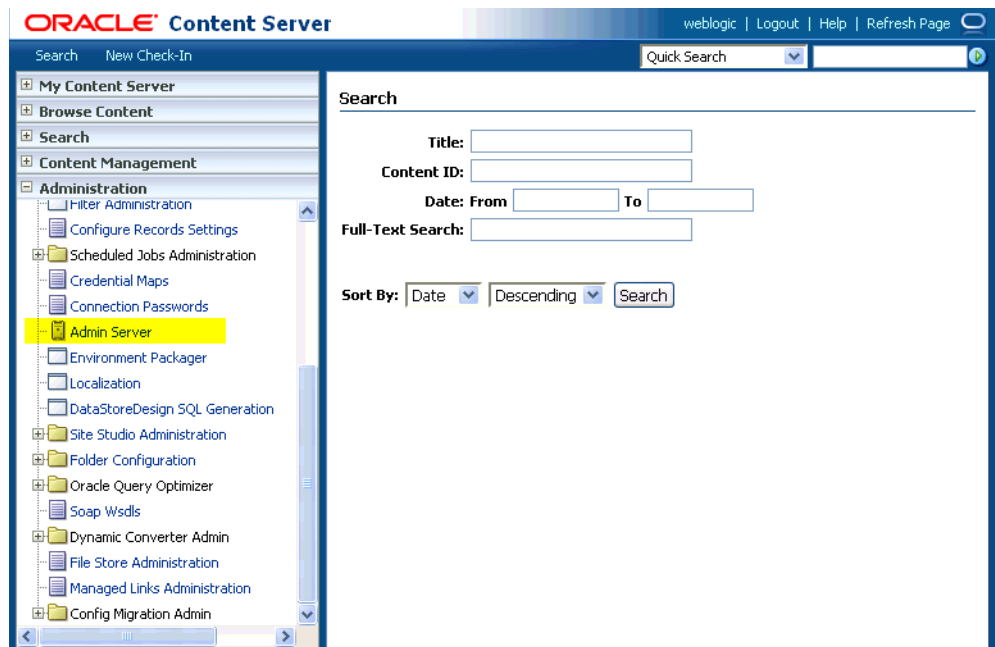 ORACLE Content Server
weblogic | Logout | Help | Refresh Page
Search New Check-In
Quick Search
My Content Server
Browse Content
Search
Content Management
Administration
Filter Administration
Configure Records Settings
Scheduled Jobs Administration
Credential Maps
Connection Passwords
Admin Server
Environment Packager
Localization
DataStoreDesign SQL Generation
Site Studio Administration
Folder Configuration
Oracle Query Optimizer
Soap Wsdls
Dynamic Converter Admin
File Store Administration
Managed Links Administration
Config Migration Admin
Search
Title:
Content ID:
Date: From To
Full-Text Search:
Sort By: Date Descending Search